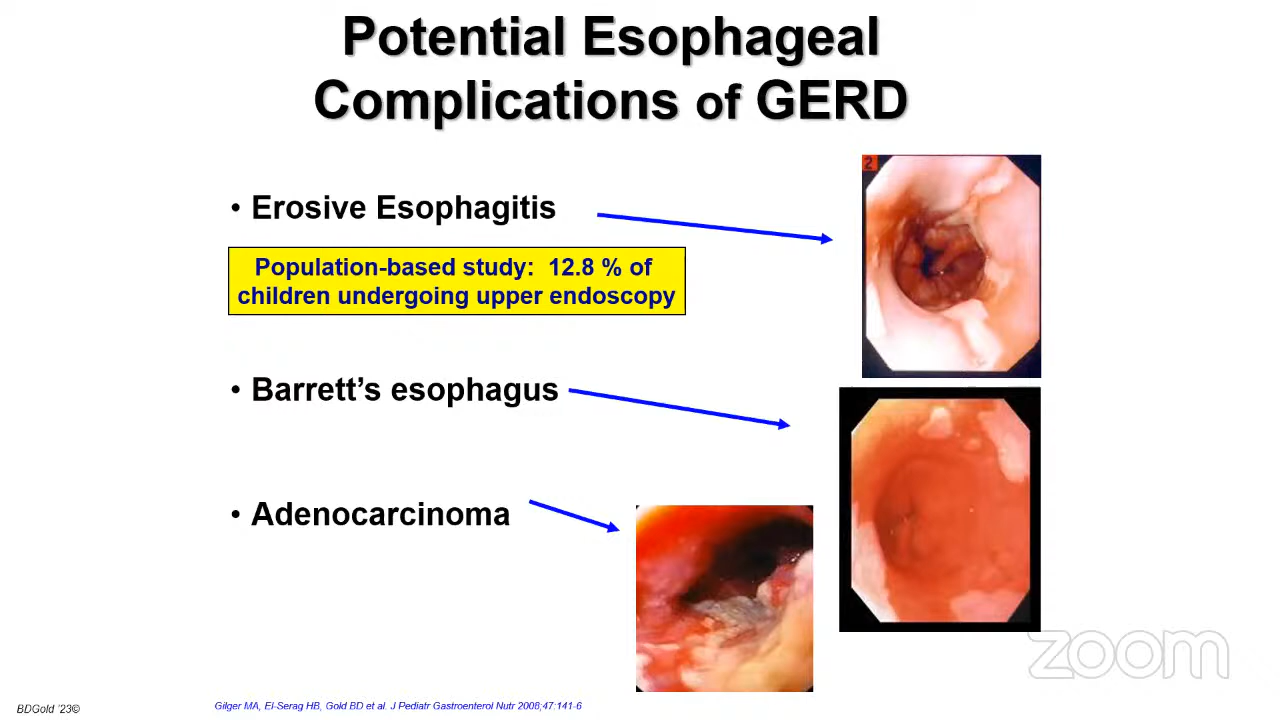 Potential Esophageal
Complications of GERD
• Erosive Esophagitis
Population-based study: 12.8 % of
children undergoing upper endoscopy
• Barrett’s esophagus
• Adenocarcinoma
2
zoom
BDGold ’23©
Gilger MA, El-Serag HB, Gold BD et al. J Pediatr Gastroenterol Nutr 2008;47:141-6